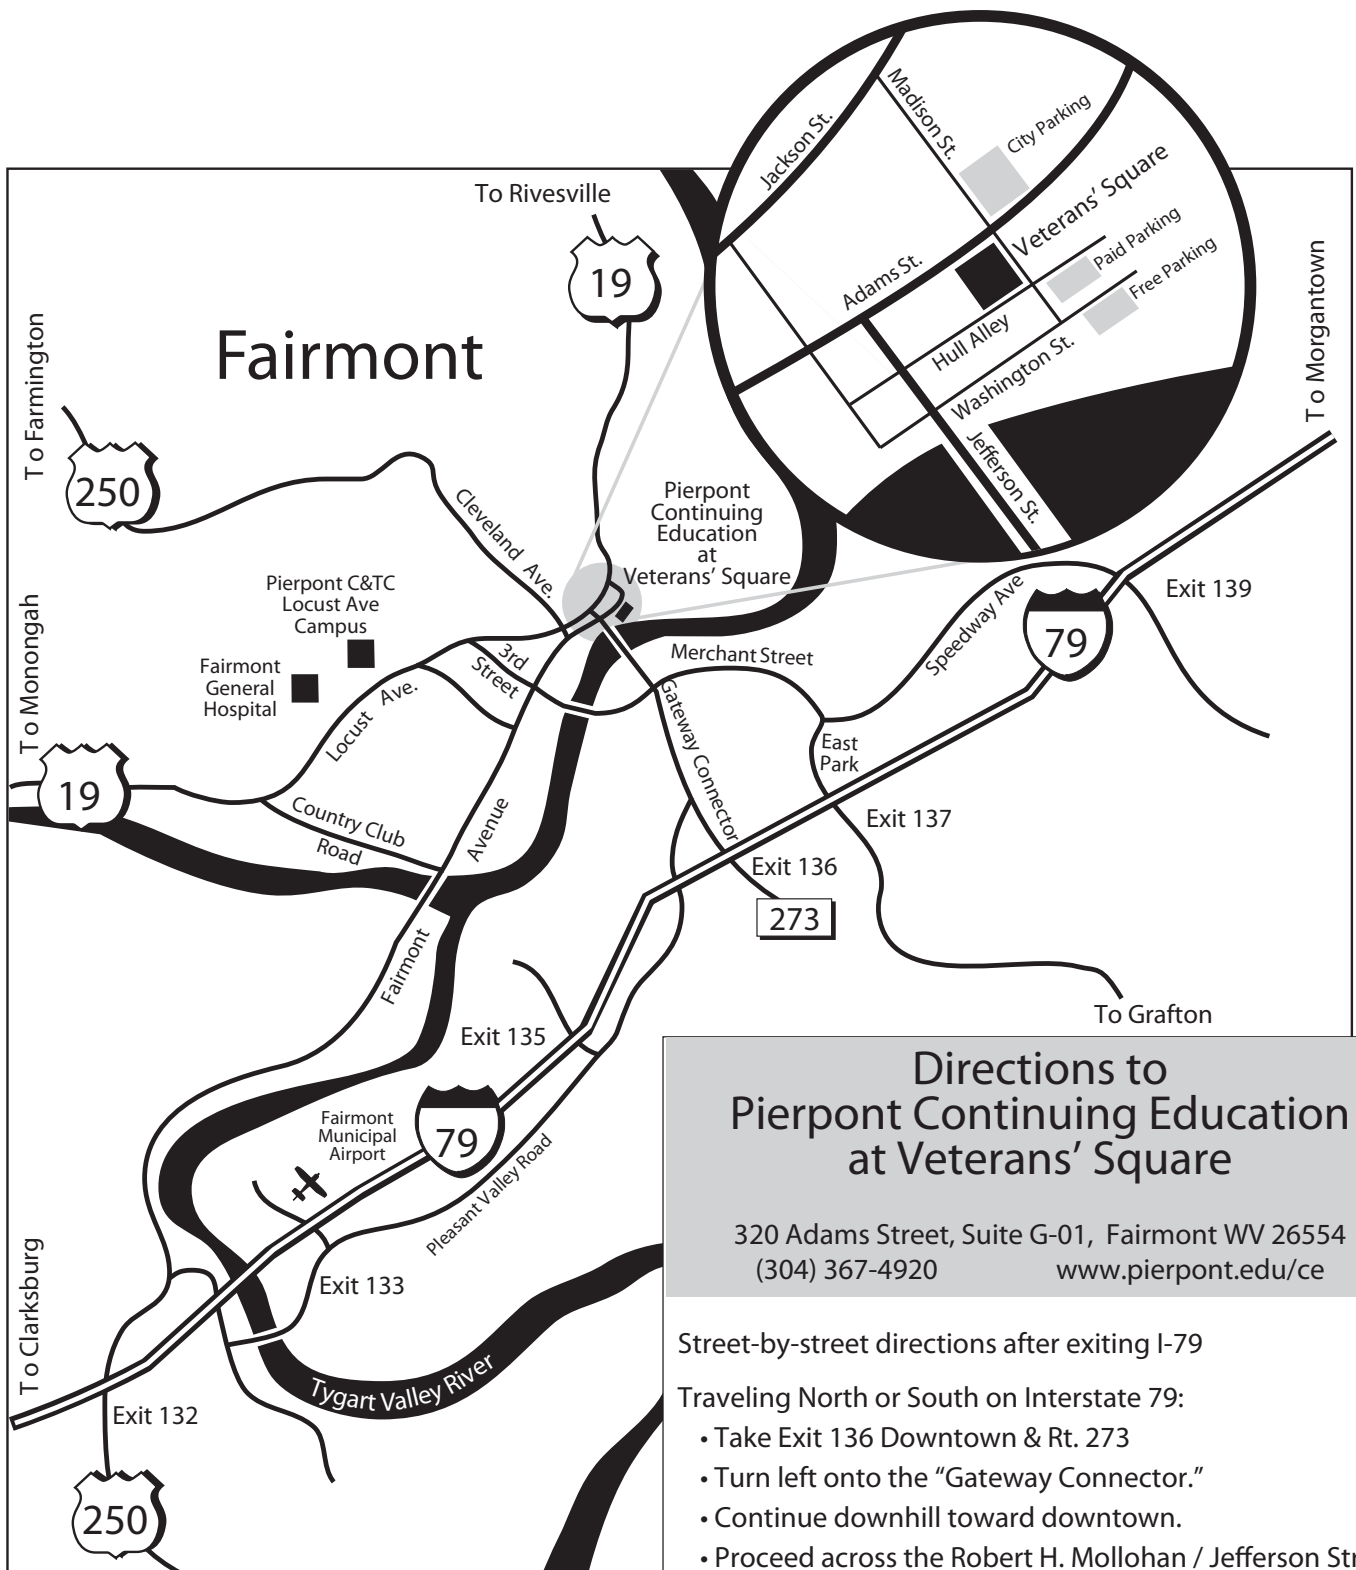 Jackson St.
Madison St.
City Parking
Veterans' Square
Paid Parking
Free Parking
Adams St.
Hull Alley
Washington St.
Jefferson St.
To Rivesville
19
Fairmont
To Farmington
250
To Morgantown
Cleveland Ave.
Pierpont
Continuing
Education
at
Veterans' Square
Pierpont C&TC
Locust Ave
Campus
Fairmont
General
Hospital
To Monongah
19
Locust Ave.
3rd
Street
Merchant Street
Speedway Ave
Exit 139
79
Gateway Connector
East
Park
Exit 137
Country Club
Road
Fairmont Avenue
Exit 136
273
To Grafton
Exit 135
Fairmont
Municipal
Airport
79
Pleasant Valley Road
Exit 133
To Clarksburg
Tygart Valley River
Exit 132
250
Directions to
Pierpont Continuing Education
at Veterans' Square
320 Adams Street, Suite G-01, Fairmont WV 26554
(304) 367-4920 www.pierpont.edu/ce
Street-by-street directions after exiting I-79
Traveling North or South on Interstate 79:
• Take Exit 136 Downtown & Rt. 273
• Turn left onto the “Gateway Connector.”
• Continue downhill toward downtown.
• Proceed across the Robert H. Mollohan / Jefferson Str